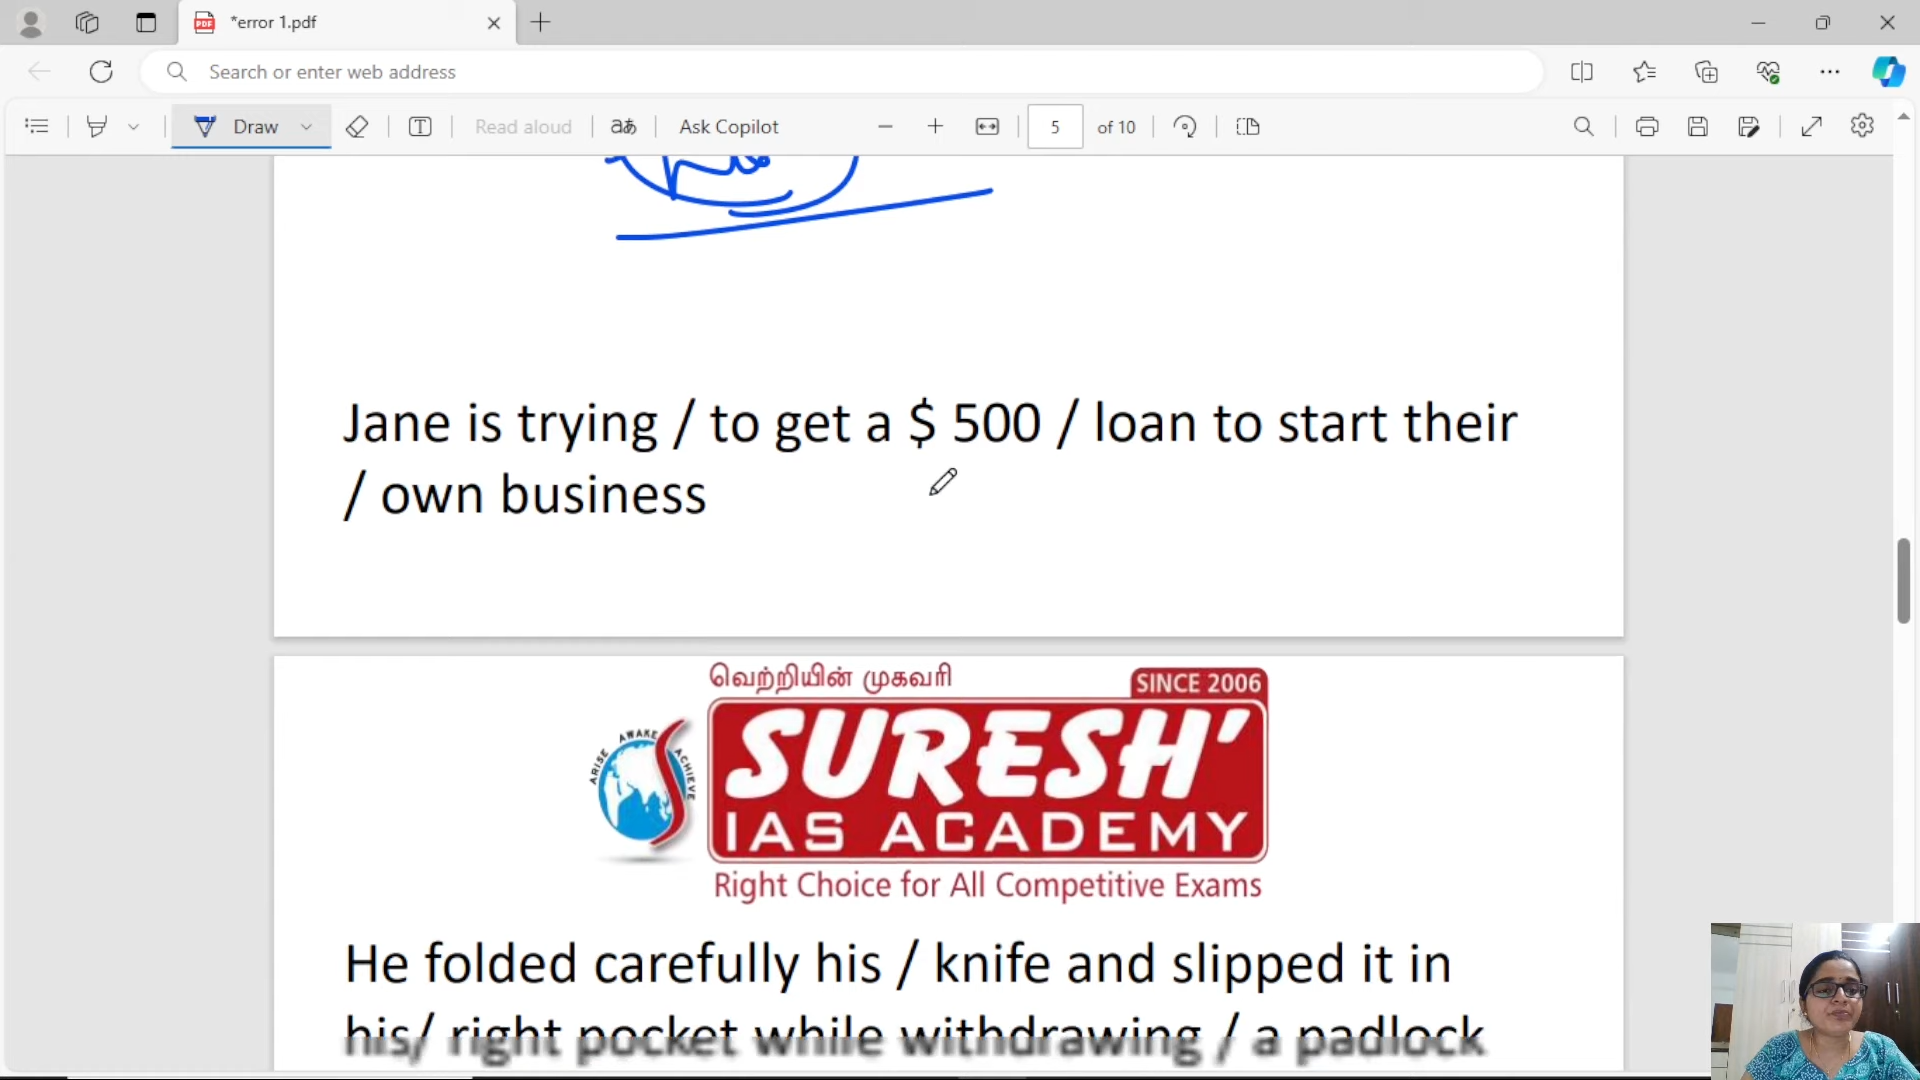 *error 1.pdf
Search or enter web address
Draw
Read aloud
aあ
Ask Copilot
5
of 10
Jane is trying / to get a $ 500 / loan to start their
/ own business
வெற்றியின் முகவரி
SINCE 2006
ARISE AWAKE ACHIEVE
SURESH'
IAS ACADEMY
Right Choice for All Competitive Exams
He folded carefully his / knife and slipped it in
his/ right pocket while withdrawing / a padlock